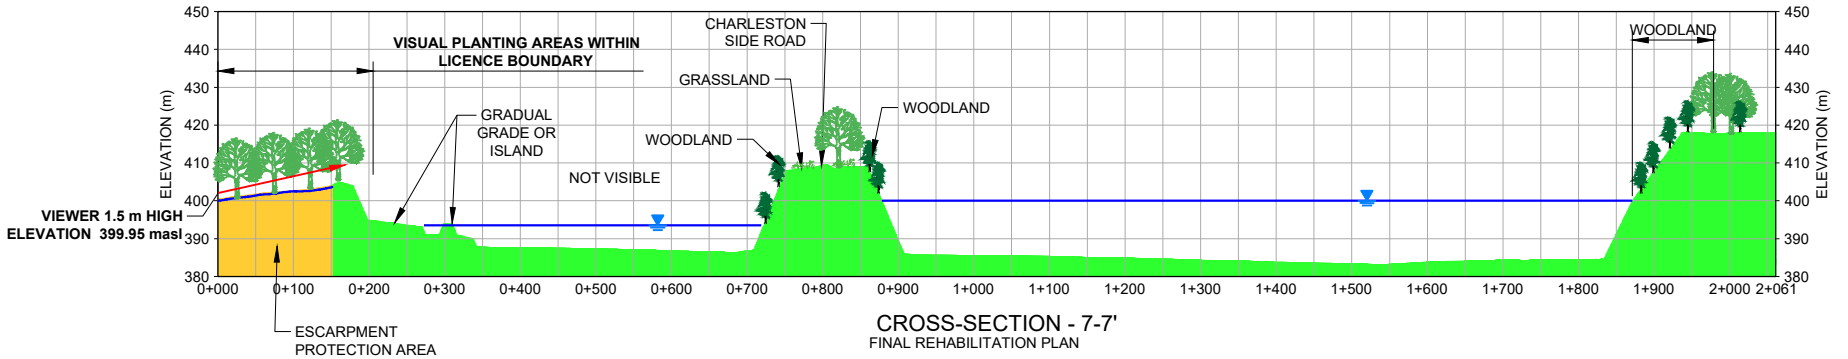 450
440
430
420
410
400
390
380
ELEVATION (m)
VISUAL PLANTING AREAS WITHIN
LICENCE BOUNDARY
GRADUAL
GRADE OR
ISLAND
NOT VISIBLE
CHARLESTON
SIDE ROAD
GRASSLAND
WOODLAND
WOODLAND
WOODLAND
450
440
430
420
410
400
390
380
ELEVATION (m)
VIEWER 1.5 m HIGH
ELEVATION 399.95 masl
0+000
0+100
0+200
0+300
0+400
0+500
0+600
0+700
0+800
0+900
1+000
1+100
1+200
1+300
1+400
1+500
1+600
1+700
1+800
1+900
2+000
2+061
ESCARPMENT
PROTECTION AREA
CROSS-SECTION - 7-7'
FINAL REHABILITATION PLAN